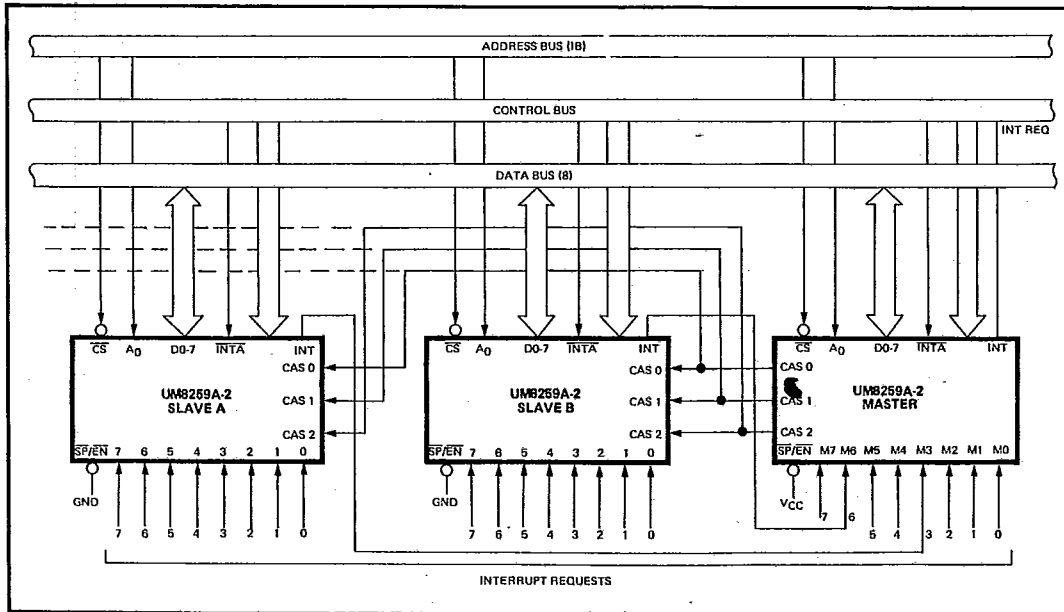 ADDRESS BUS (18)
CONTROL BUS
INT REQ
DATA BUS (8)
CS A0 D0-7 INTA INT
CS A0 D0-7 INTA INT
CS A0 D0-7 INTA INT
CAS 0
CAS 0
CAS 0
UM8259A-2
SLAVE A
UM8259A-2
SLAVE B
UM8259A-2
MASTER
CAS 1
CAS 1
CAS 1
CAS 2
CAS 2
CAS 2
SP/EN 7 6 5 4 3 2 1 0
SP/EN 7 6 5 4 3 2 1 0
SP/EN M7 M6 M5 M4 M3 M2 M1 M0
GND
GND
VCC
7 6 5 4 3 2 1 0
7 6 5 4 3 2 1 0
7 6 5 4 3 2 1 0
INTERRUPT REQUESTS